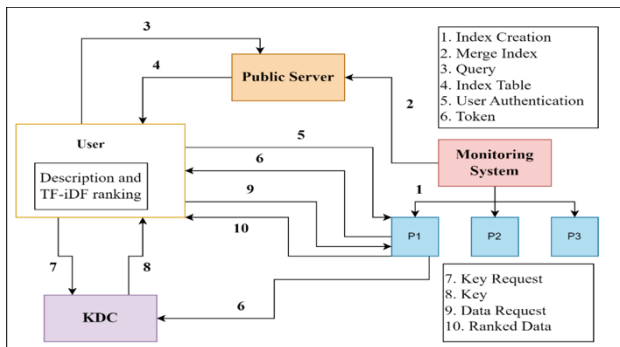 3
1. Index Creation
2. Merge Index
3. Query
4. Index Table
5. User Authentication
6. Token
4
Public Server
2
User
5
Monitoring
System
Description and
TF-iDF ranking
6
9
1
10
P1
P2
P3
7
8
7. Key Request
8. Key
9. Data Request
10. Ranked Data
6
KDC